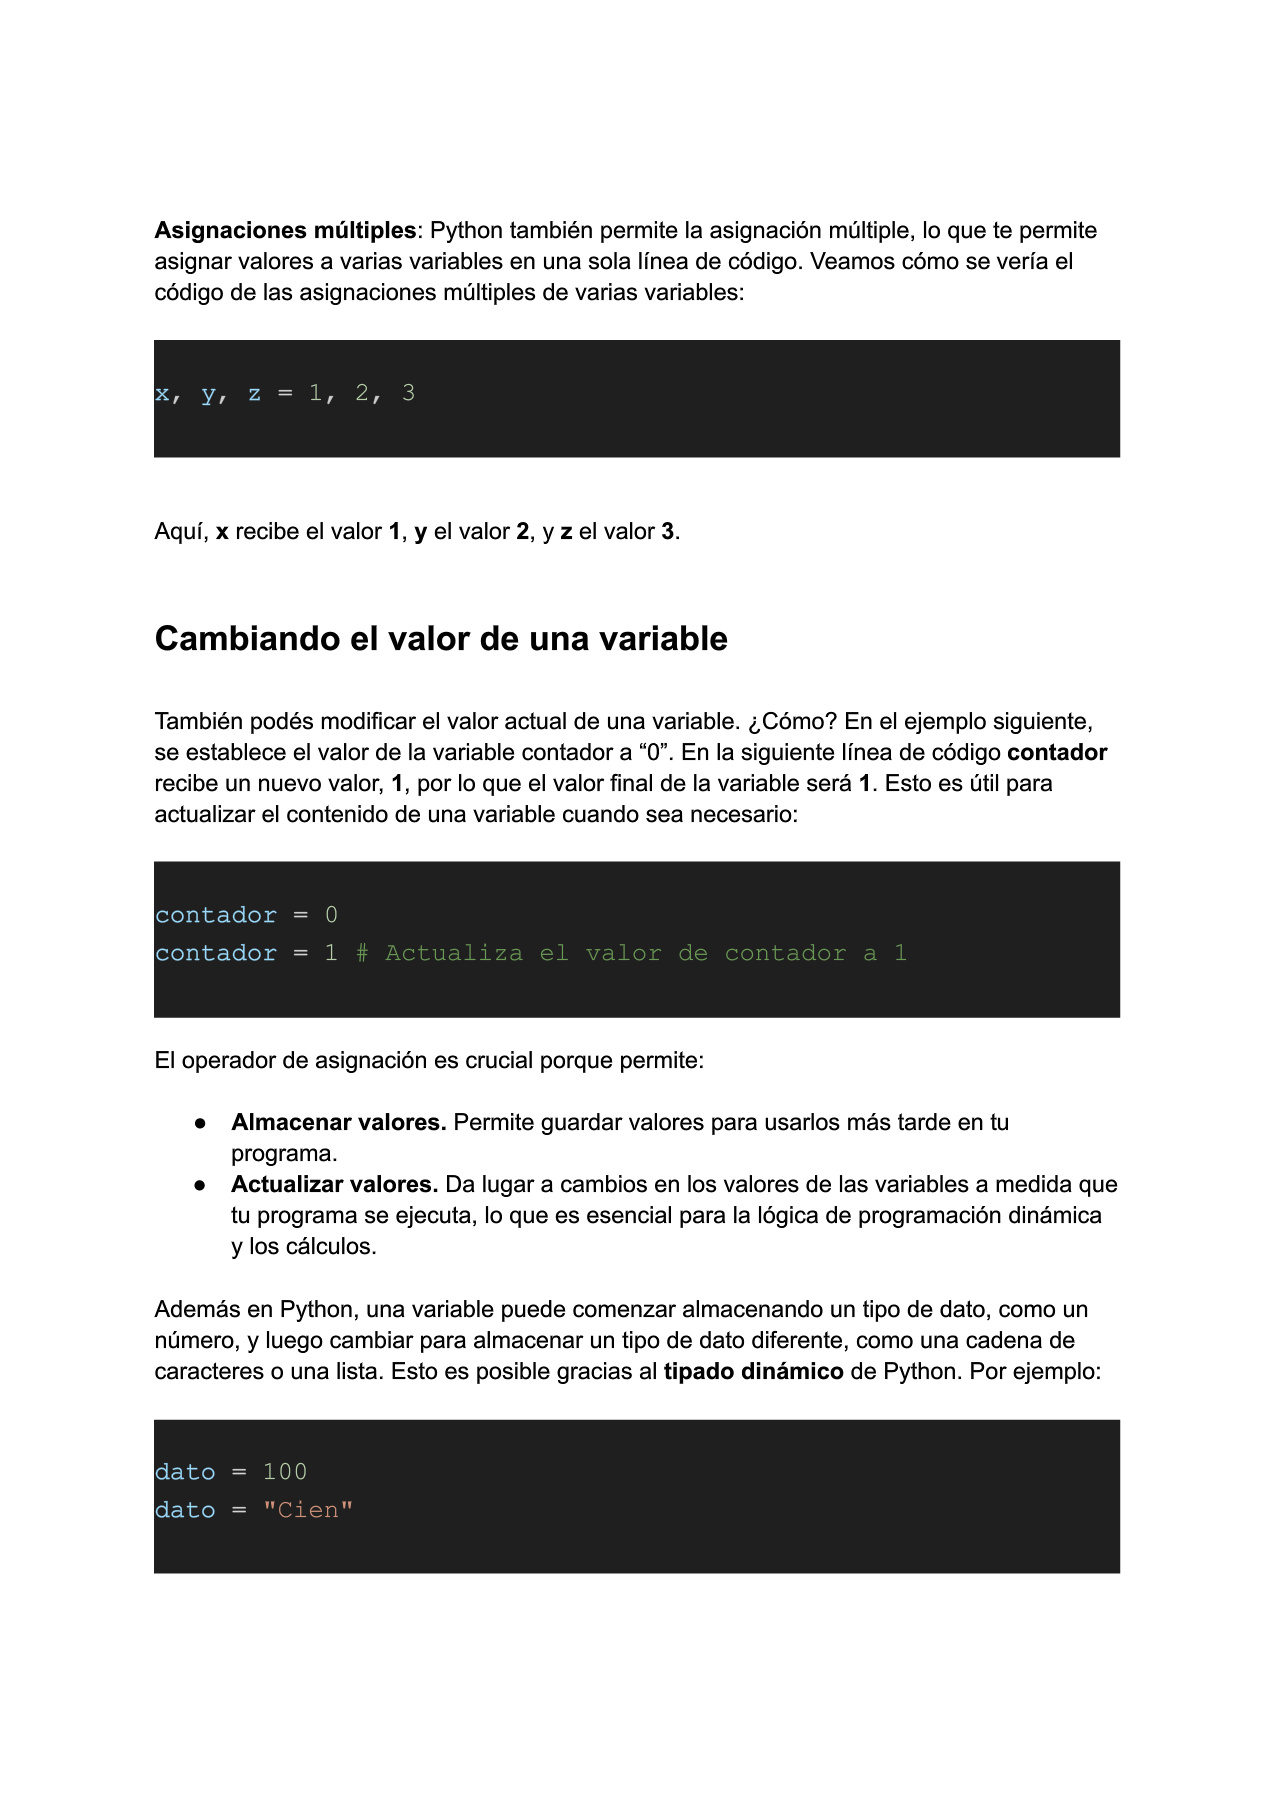 Asignaciones múltiples: Python también permite la asignación múltiple, lo que te permite
asignar valores a varias variables en una sola línea de código. Veamos cómo se vería el
código de las asignaciones múltiples de varias variables:
x, y, z = 1, 2, 3
Aquí, x recibe el valor 1, y el valor 2, y z el valor 3.
Cambiando el valor de una variable
También podés modificar el valor actual de una variable. ¿Cómo? En el ejemplo siguiente,
se establece el valor de la variable contador a “0”. En la siguiente línea de código contador
recibe un nuevo valor, 1, por lo que el valor final de la variable será 1. Esto es útil para
actualizar el contenido de una variable cuando sea necesario:
contador = 0
contador = 1 # Actualiza el valor de contador a 1
El operador de asignación es crucial porque permite:
● Almacenar valores. Permite guardar valores para usarlos más tarde en tu
programa.
● Actualizar valores. Da lugar a cambios en los valores de las variables a medida que
tu programa se ejecuta, lo que es esencial para la lógica de programación dinámica
y los cálculos.
Además en Python, una variable puede comenzar almacenando un tipo de dato, como un
número, y luego cambiar para almacenar un tipo de dato diferente, como una cadena de
caracteres o una lista. Esto es posible gracias al tipado dinámico de Python. Por ejemplo:
dato = 100
dato = "Cien"